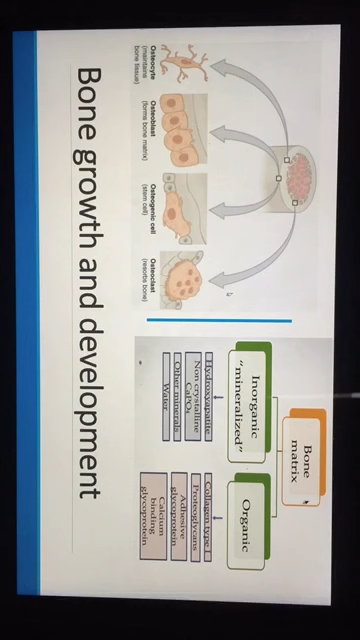 Osteocyte
(maintains
bone tissue)
Osteoblast
(forms bone matrix)
Osteogenic cell
(stem cell)
Osteoclast
(resorbs bone)
Bone
matrix
Inorganic
"mineralized"
Organic
Hydroxyapatite
Non crystalline
CaPO₄
Other minerals
Water
Collagen type I
Proteoglycans
Adhesive
glycoprotein
Calcium
binding
glycoprotein
Bone growth and development